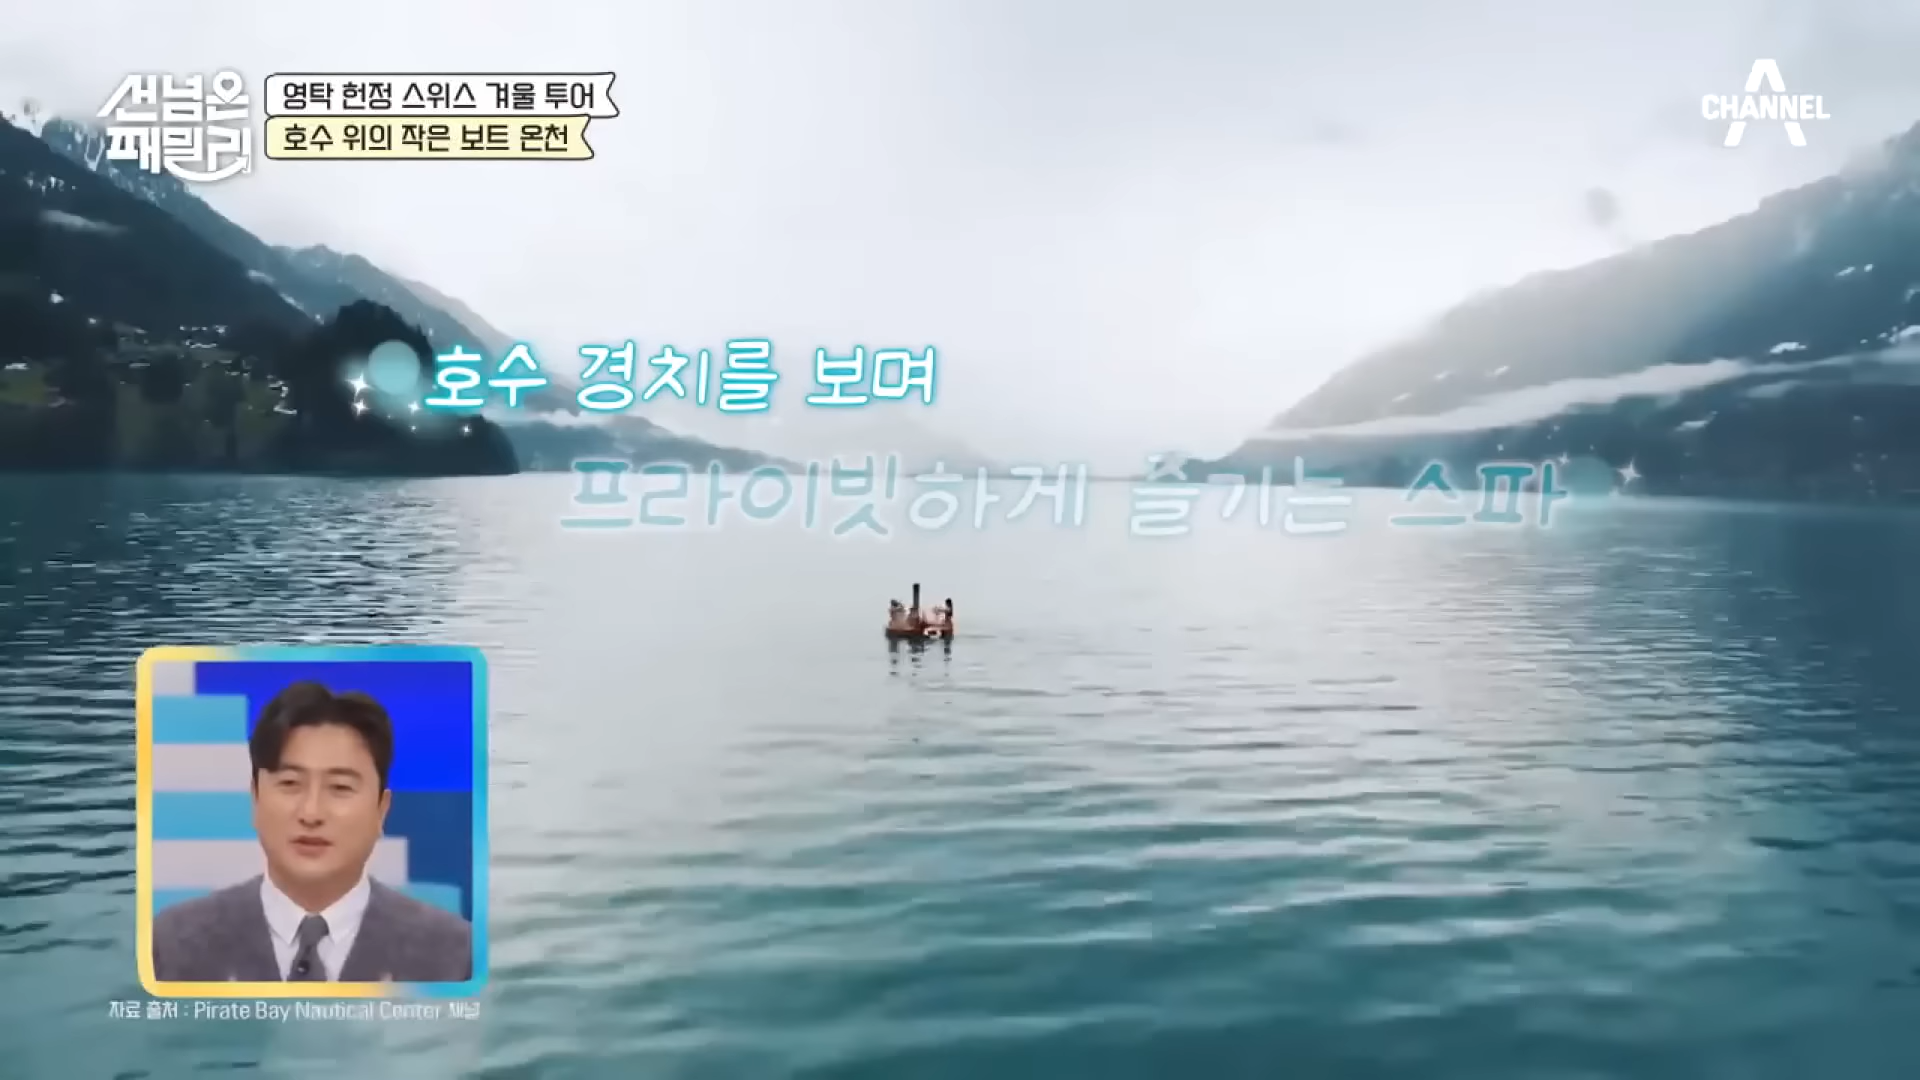 선넘은
패밀리
영탁 헌정 스위스 겨울 투어
호수 위의 작은 보트 온천
CHANNEL A
호수 경치를 보며
프라이빗하게 즐기는 스파
자료 출처 : Pirate Bay Nautical Center 채널